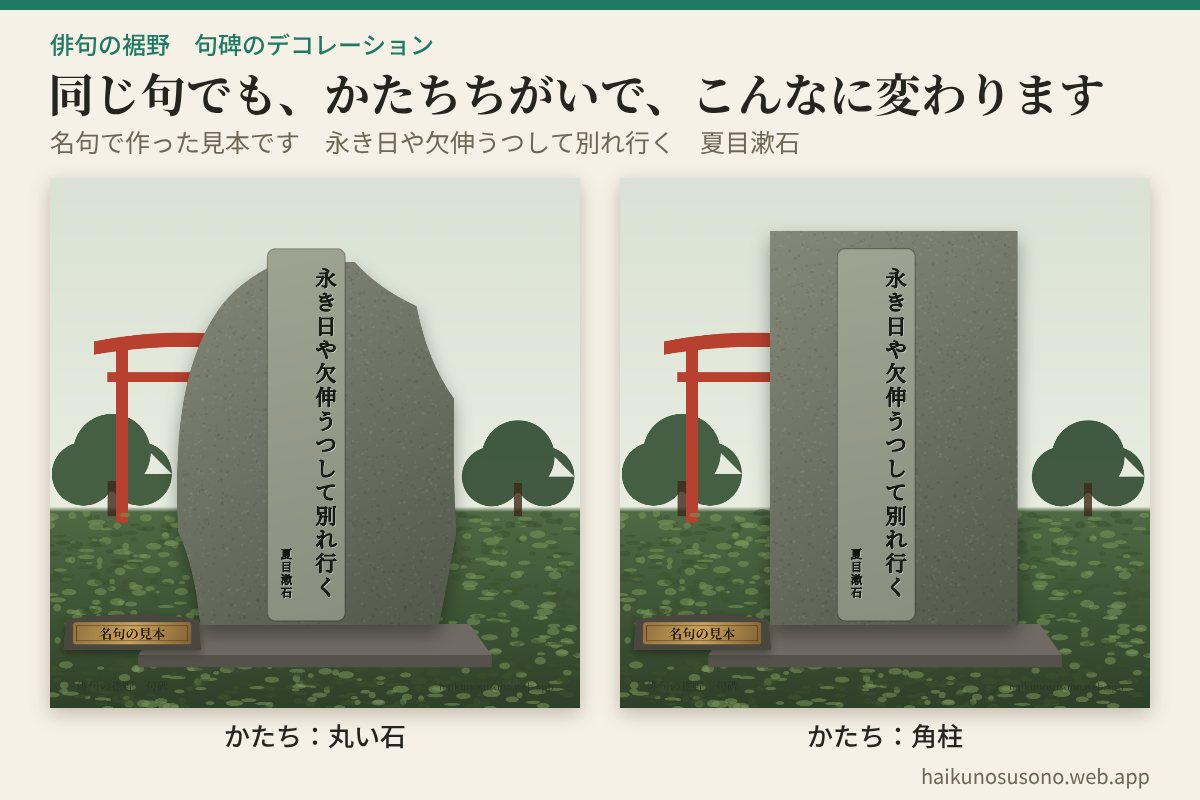 俳句の裾野　句碑のデコレーション
同じ句でも、かたちちがいで、こんなに変わります
名句で作った見本です　永き日や欠伸うつして別れ行く　夏目漱石
永き日や欠伸うつして別れ行く
夏目漱石
名句の見本
永き日や欠伸うつして別れ行く
夏目漱石
名句の見本
かたち：丸い石
かたち：角柱
haikunosusono.web.app